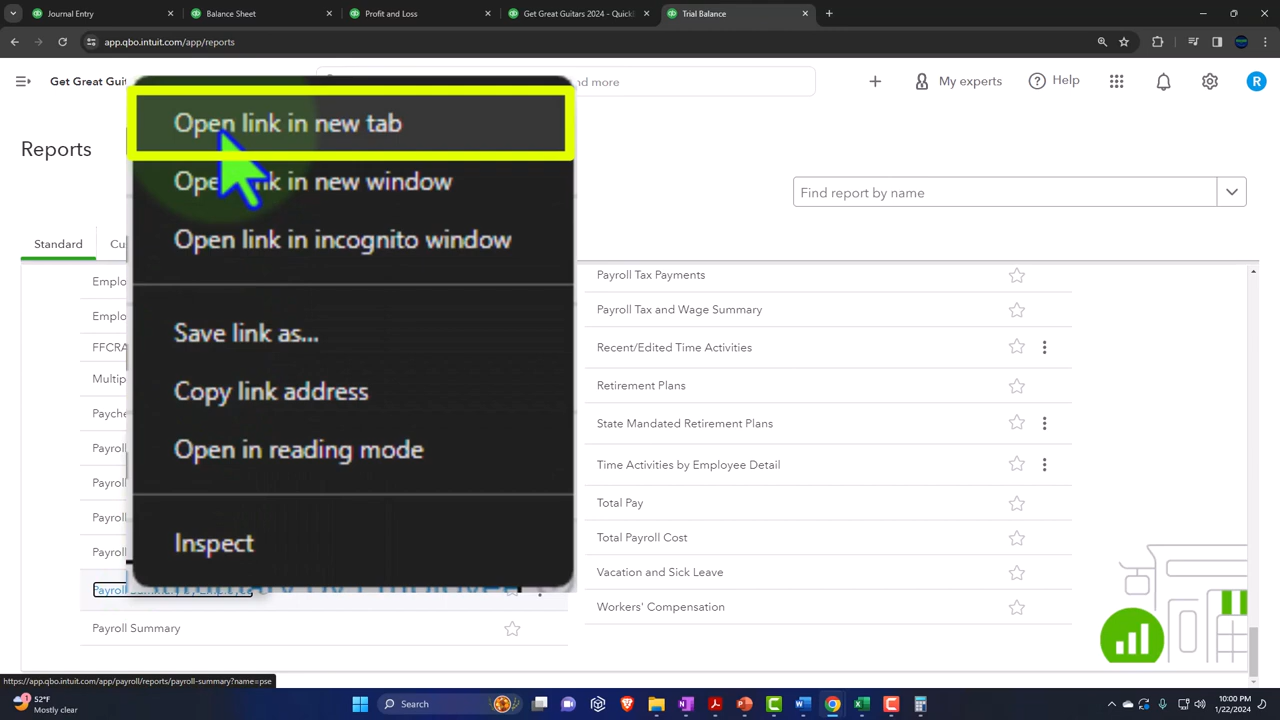 Journal Entry
Balance Sheet
Profit and Loss
Get Great Guitars 2024 - Quick
Trial Balance
app.qbo.intuit.com/app/reports
Get Great Guit
nd more
My experts
Help
R
Reports
Find report by name
Standard
Cu
Open link in new tab
Open link in new window
Open link in incognito window
Save link as...
Copy link address
Open in reading mode
Inspect
Emplo
Emplo
FFCRA
Multip
Payche
Payroll
Payroll
Payroll
Payroll
Payroll Summary by Employee
Payroll Summary
Payroll Tax Payments
Payroll Tax and Wage Summary
Recent/Edited Time Activities
Retirement Plans
State Mandated Retirement Plans
Time Activities by Employee Detail
Total Pay
Total Payroll Cost
Vacation and Sick Leave
Workers' Compensation
https://app.qbo.intuit.com/app/payroll/reports/payroll-summary?name=pse
52°F
Mostly clear
Search
10:00 PM
1/22/2024